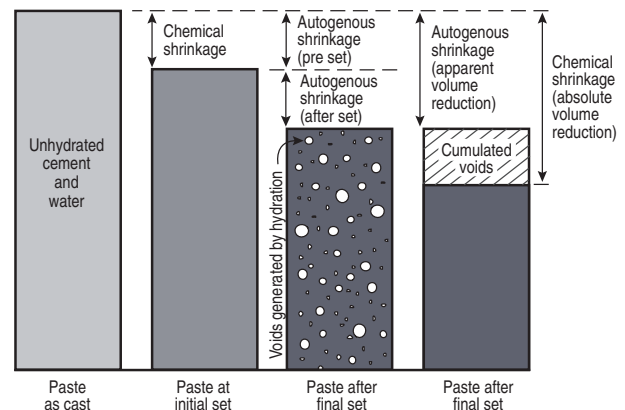 Chemical
shrinkage
Autogenous
shrinkage
(pre set)
Autogenous
shrinkage
(after set)
Autogenous
shrinkage
(apparent
volume
reduction)
Chemical
shrinkage
(absolute
volume
reduction)
Unhydrated
cement
and
water
Voids generated by hydration
Cumulated
voids
Paste
as cast
Paste at
initial set
Paste after
final set
Paste after
final set